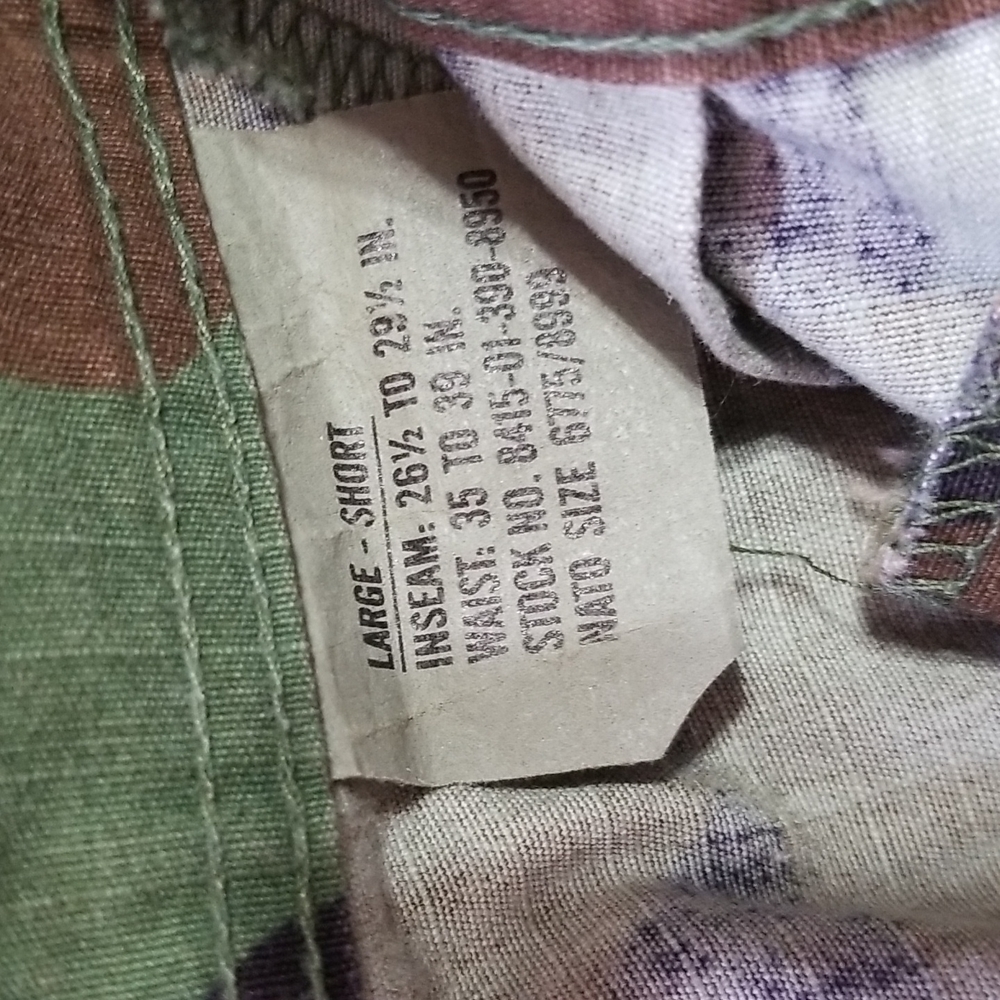 LARGE - SHORT
INSEAM: 26½ TO 29½ IN.
WAIST: 35 TO 39 IN.
STOCK NO. 8415-01-390-8950
NATO SIZE 6775/8999